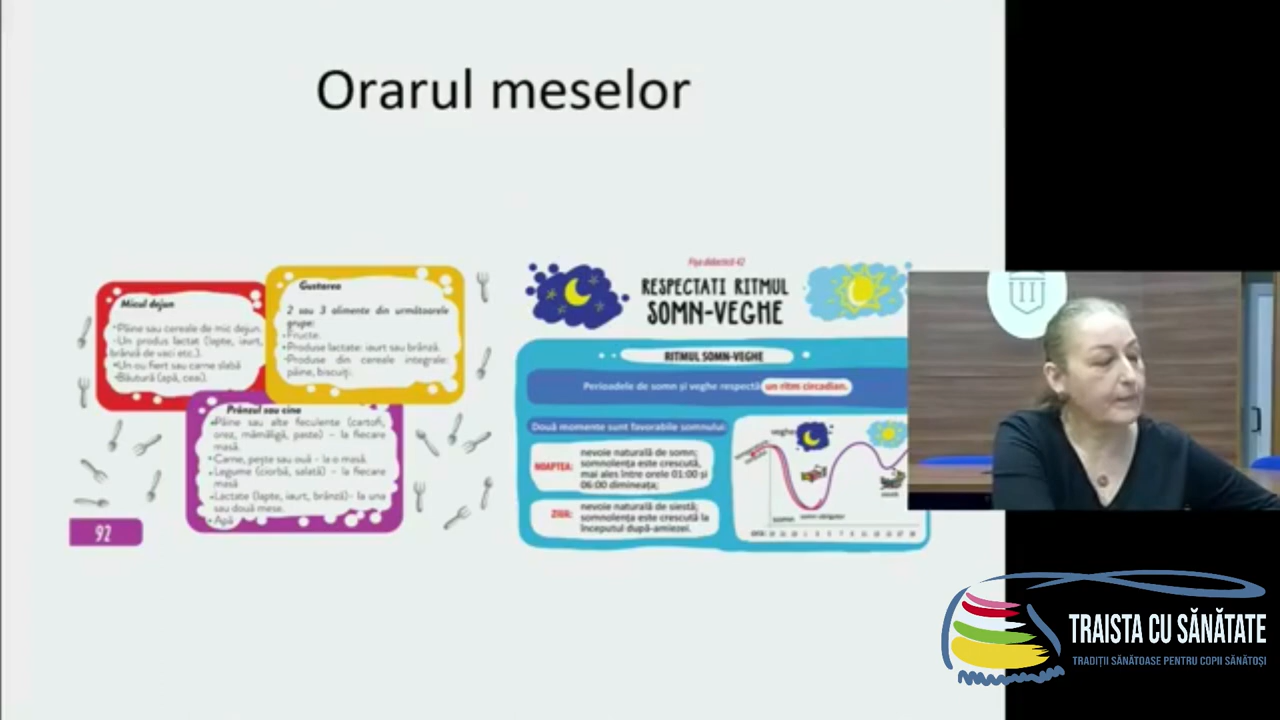 Orarul meselor
Micul dejun
•Pâine sau cereale de mic dejun.
•Un produs lactat (lapte, iaurt,
brânză de vaci etc.).
•Un ou fiert sau carne slabă
•Băutură (apă, ceai).
Gustarea
2 sau 3 alimente din următoarele
grupe:
•Fructe.
•Produse lactate: iaurt sau brânză.
•Produse din cereale integrale:
pâine, biscuiți.
Prânzul sau cina
•Pâine sau alte feculente (cartofi,
orez, mămăligă, paste) – la fiecare
masă.
•Carne, pește sau ouă - la o masă.
•Legume (ciorbă, salată) – la fiecare
masă
•Lactate (lapte, iaurt, brânză)- la una
sau două mese.
•Apă
92
Fișa didactică 42
RESPECTAȚI RITMUL
SOMN-VEGHE
RITMUL SOMN-VEGHE
Perioadele de somn și veghe respectă un ritm circadian.
Două momente sunt favorabile somnului:
NOAPTEA:
nevoie naturală de somn;
somnolența este crescută,
mai ales între orele 01:00 și
06:00 dimineața;
ZIUA:
nevoie naturală de siestă;
somnolența este crescută la
începutul după-amiezei.
veghe
somn obligatoriu
TRAISTA CU SĂNĂTATE
TRADIȚII SĂNĂTOASE PENTRU COPII SĂNĂTOȘI